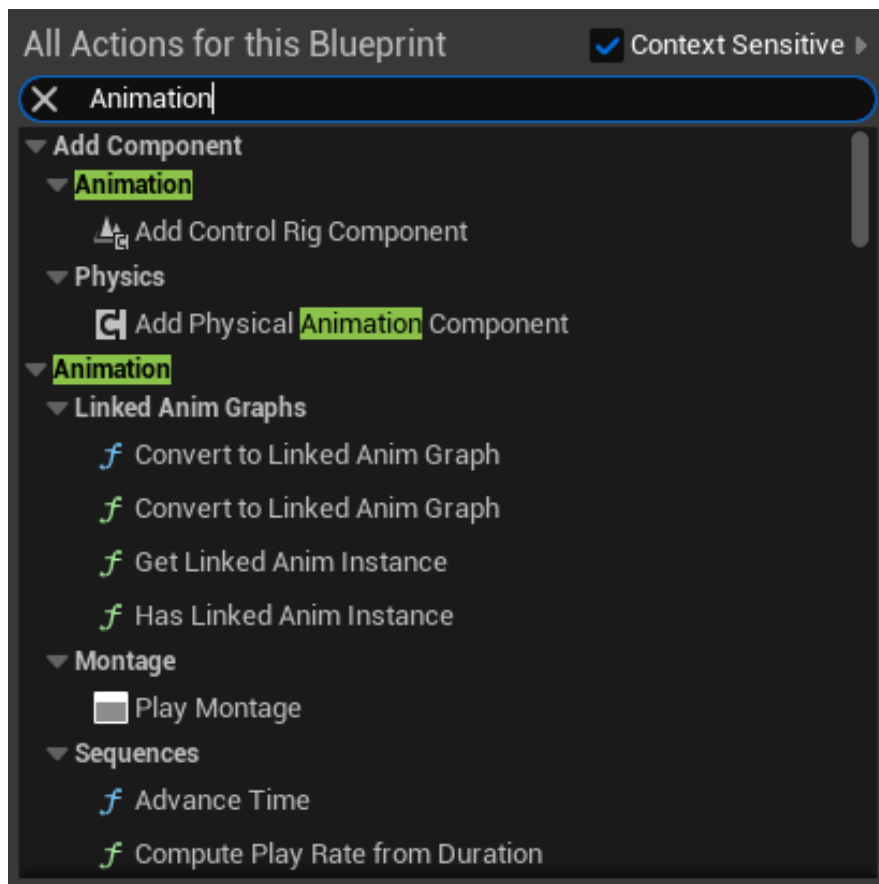 All Actions for this Blueprint Context Sensitive
Animation
Add Component
Animation
Add Control Rig Component
Physics
Add Physical Animation Component
Animation
Linked Anim Graphs
Convert to Linked Anim Graph
Convert to Linked Anim Graph
Get Linked Anim Instance
Has Linked Anim Instance
Montage
Play Montage
Sequences
Advance Time
Compute Play Rate from Duration